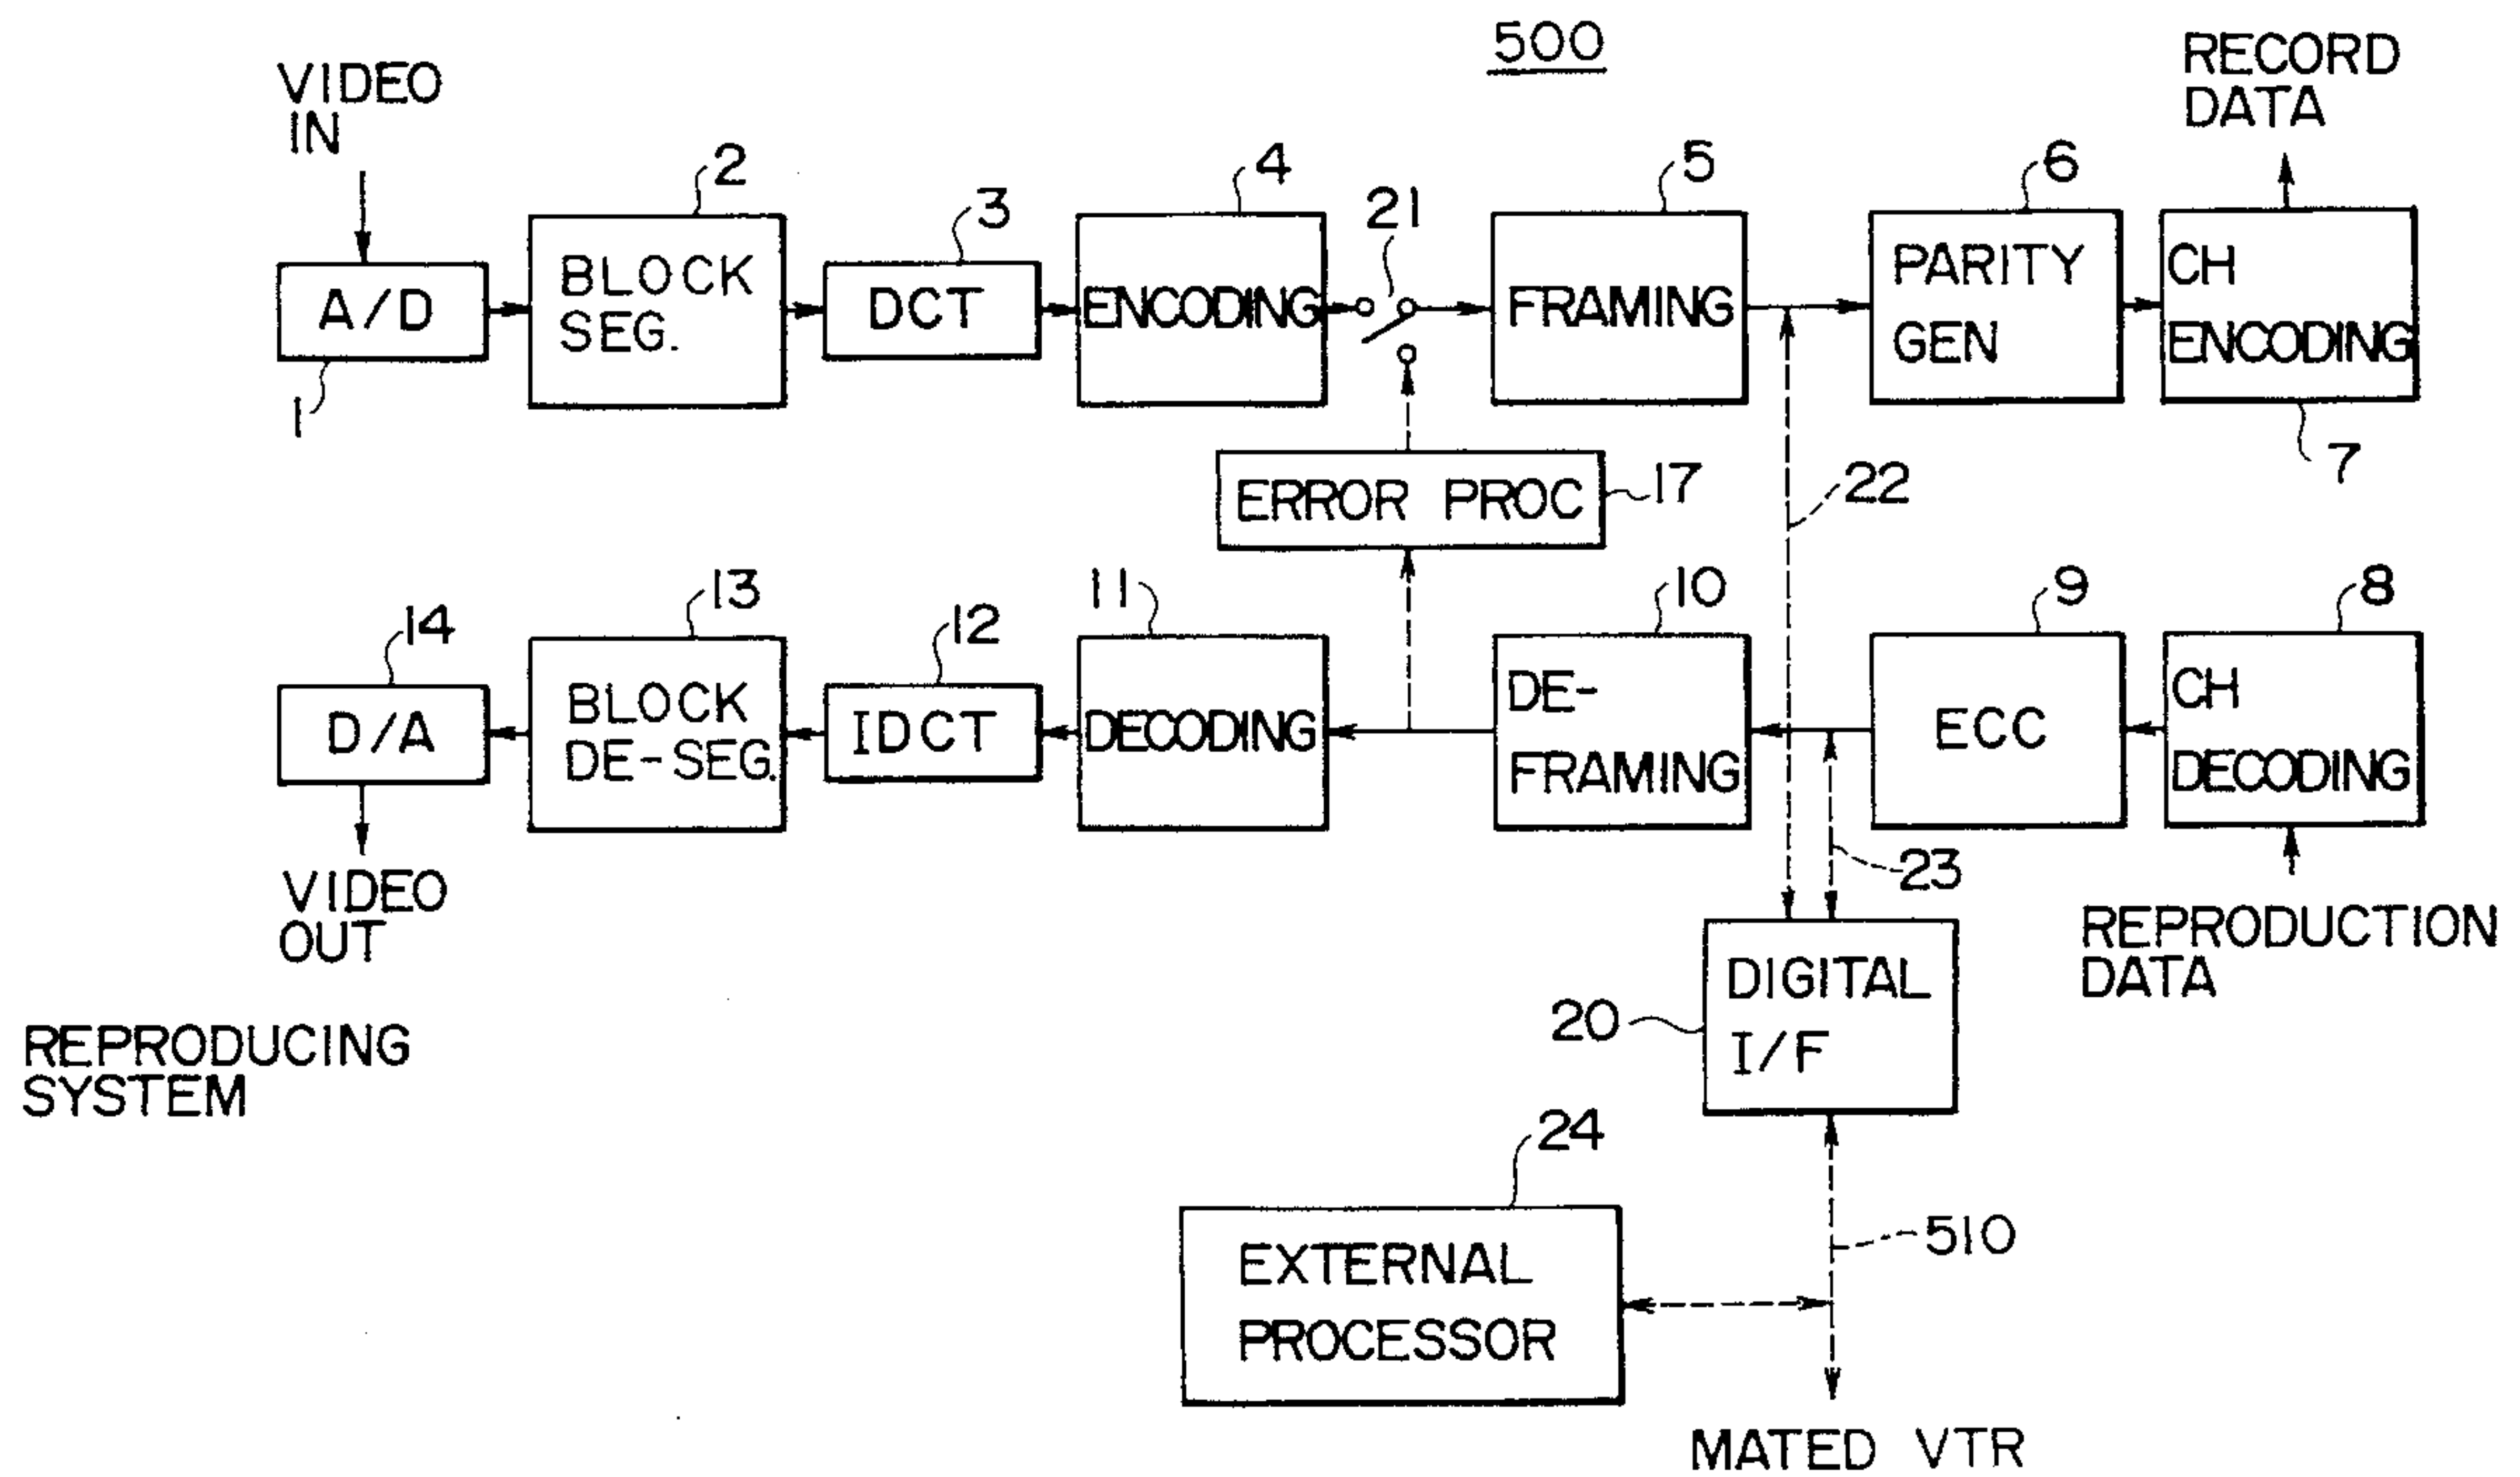 500
RECORD
DATA
VIDEO
IN
2
3
4
21
5
6
A/D
BLOCK
SEG.
DCT
ENCODING
FRAMING
PARITY
GEN
CH
ENCODING
1
7
ERROR PROC
17
22
14
13
12
11
10
9
8
D/A
BLOCK
DE-SEG.
IDCT
DECODING
DE-
FRAMING
ECC
CH
DECODING
23
VIDEO
OUT
REPRODUCTION
DATA
DIGITAL
I/F
20
REPRODUCING
SYSTEM
24
510
EXTERNAL
PROCESSOR
MATED VTR